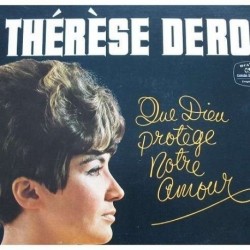 THÉRÈSE DERO
Que Dieu
protège
Notre
amour